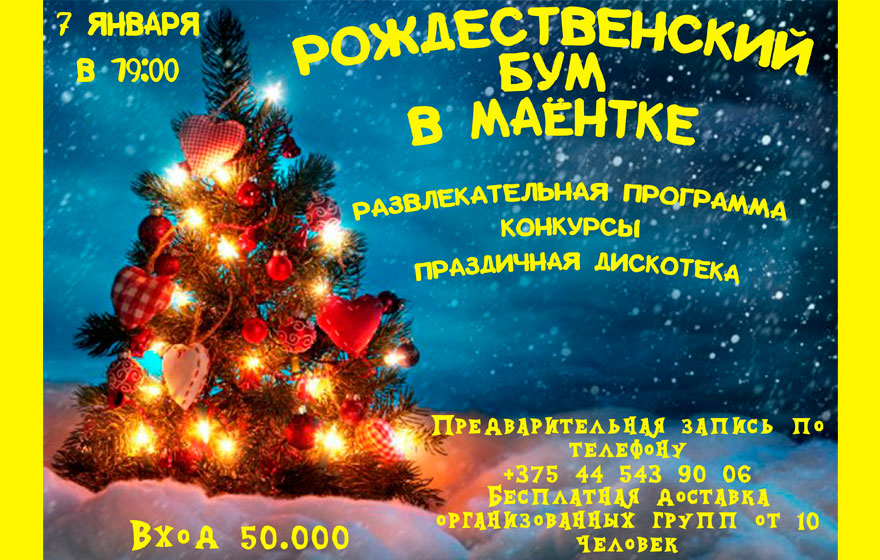 7 ЯНВАРЯ
В 19:00
РОЖДЕСТВЕНСКИЙ
БУМ
В МАЁНТКЕ
РАЗВЛЕКАТЕЛЬНАЯ ПРОГРАММА
КОНКУРСЫ
ПРАЗДИЧНАЯ ДИСКОТЕКА
Предварительная запись по
телефону
+375 44 543 90 06
Бесплатная доставка
организованных групп от 10
человек
Вход 50.000